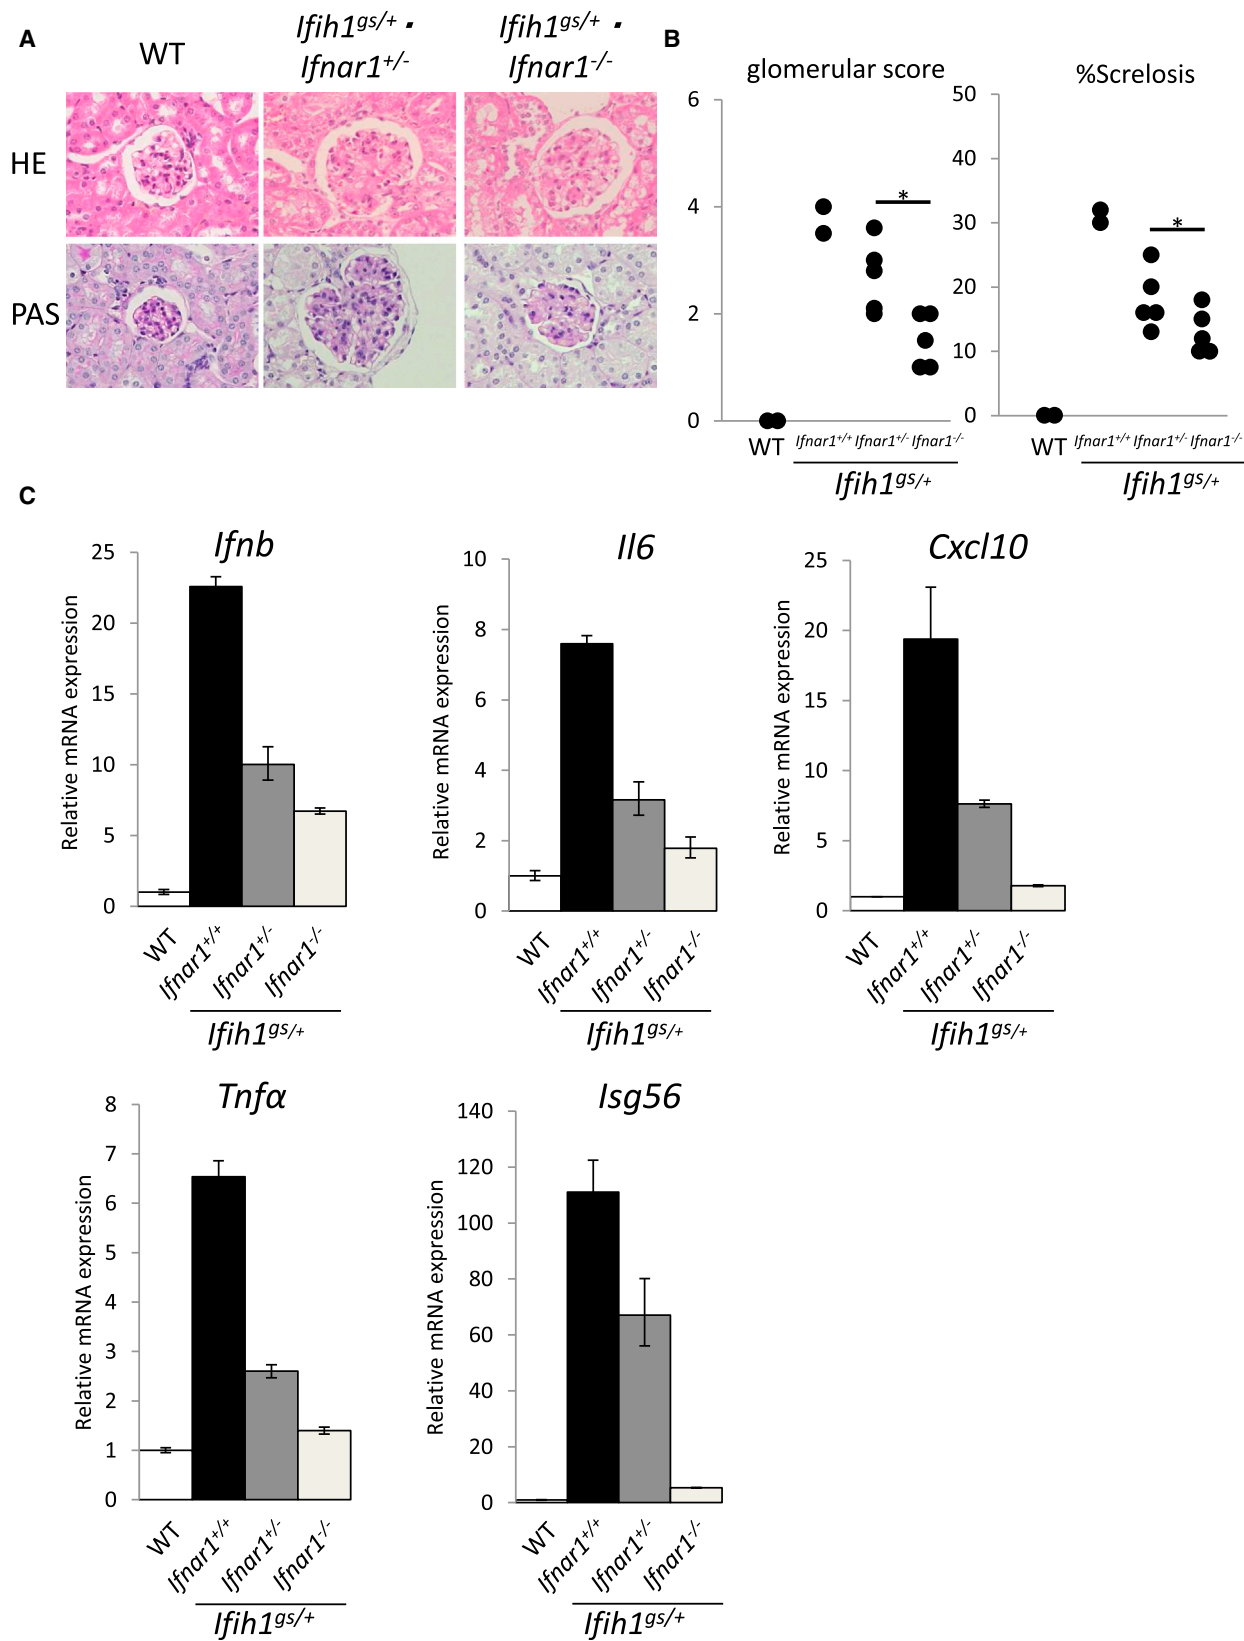 A
WT
Ifih1gs/+ ·
Ifnar1+/-
Ifih1gs/+ ·
Ifnar1-/-
HE
PAS
B
glomerular score
6
4
2
0
*
WT
Ifnar1+/+
Ifnar1+/-
Ifnar1-/-
Ifih1gs/+
%Screlosis
50
40
30
20
10
0
*
WT
Ifnar1+/+
Ifnar1+/-
Ifnar1-/-
Ifih1gs/+
C
Ifnb
Relative mRNA expression
25
20
15
10
5
0
WT
Ifnar1+/+
Ifnar1+/-
Ifnar1-/-
Ifih1gs/+
Il6
Relative mRNA expression
10
8
6
4
2
0
WT
Ifnar1+/+
Ifnar1+/-
Ifnar1-/-
Ifih1gs/+
Cxcl10
Relative mRNA expression
25
20
15
10
5
0
WT
Ifnar1+/+
Ifnar1+/-
Ifnar1-/-
Ifih1gs/+
Tnfα
Relative mRNA expression
8
7
6
5
4
3
2
1
0
WT
Ifnar1+/+
Ifnar1+/-
Ifnar1-/-
Ifih1gs/+
Isg56
Relative mRNA expression
140
120
100
80
60
40
20
0
WT
Ifnar1+/+
Ifnar1+/-
Ifnar1-/-
Ifih1gs/+